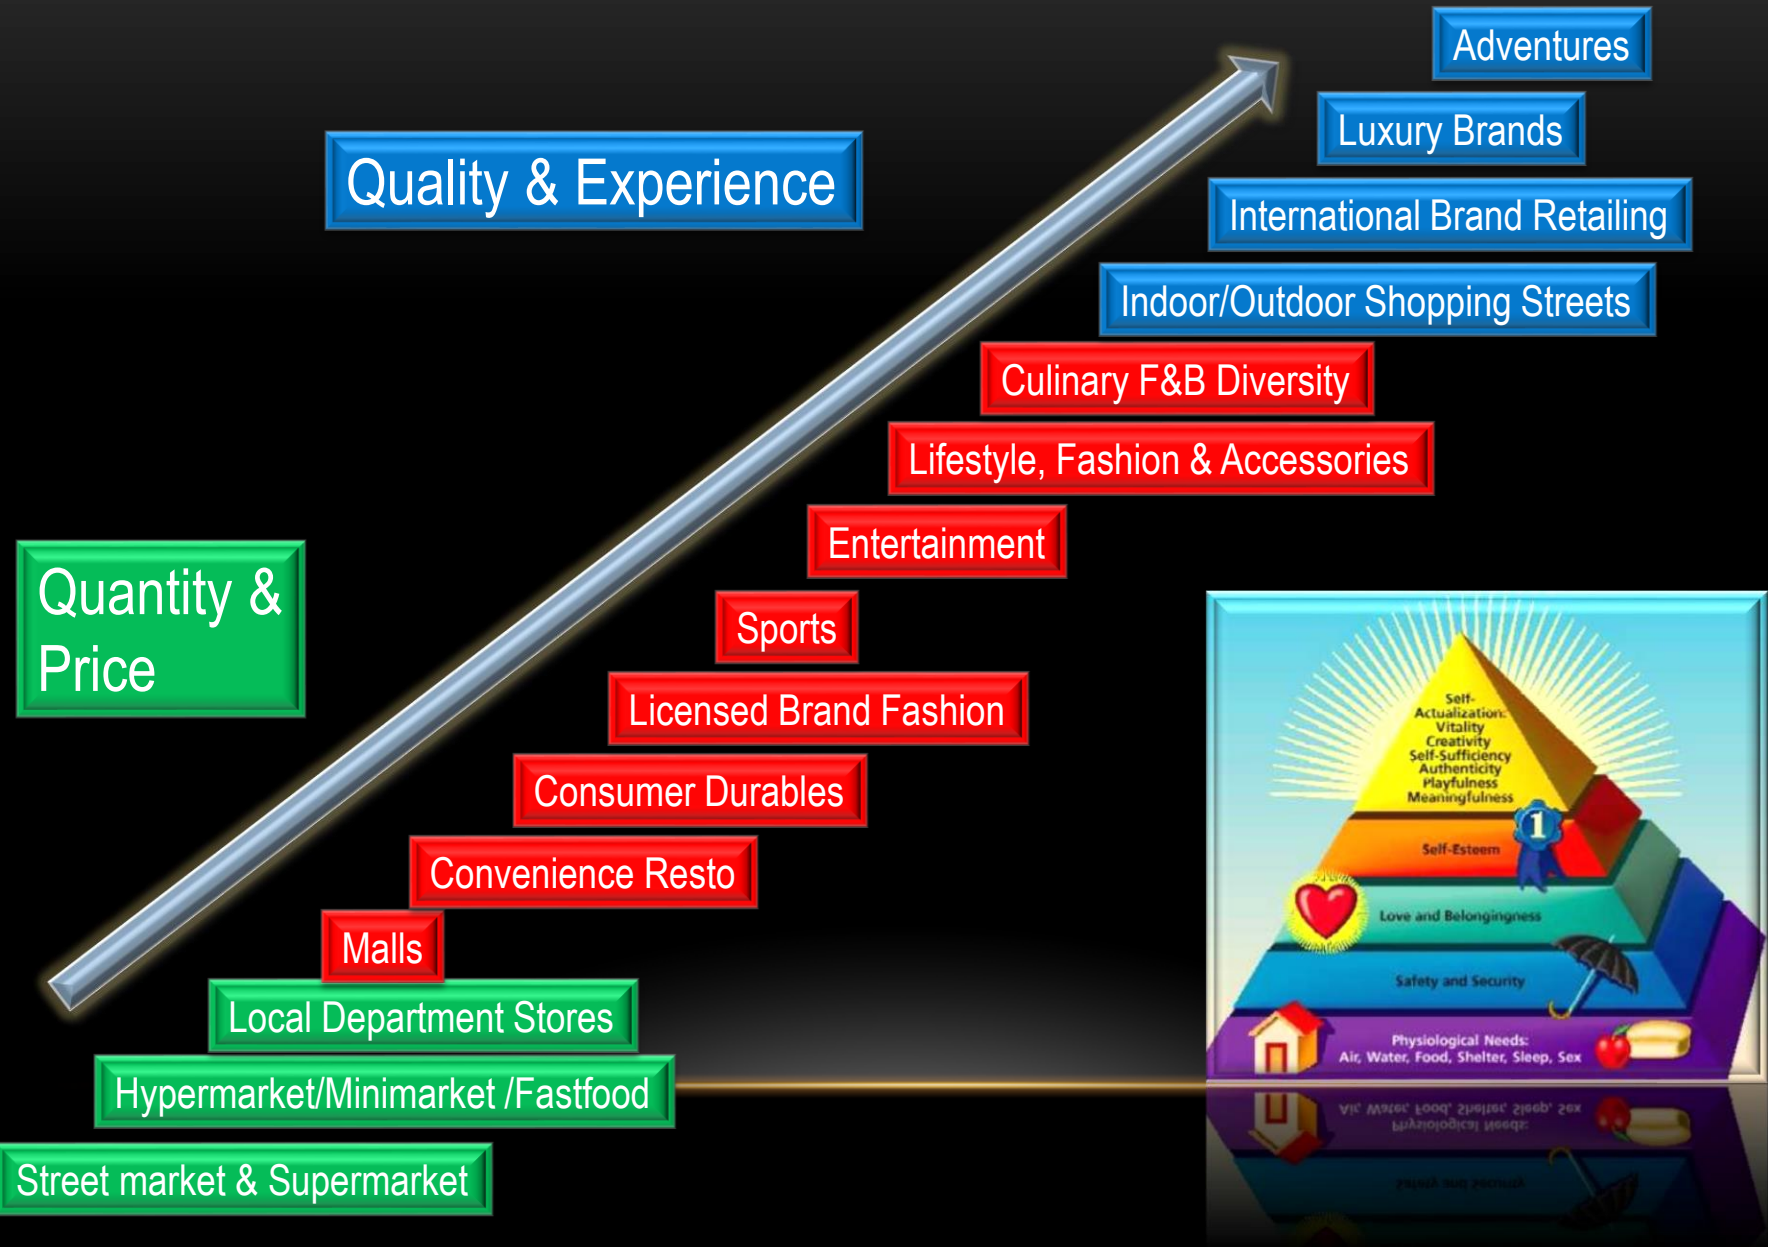 Adventures
Luxury Brands
Quality & Experience
International Brand Retailing
Indoor/Outdoor Shopping Streets
Culinary F&B Diversity
Lifestyle, Fashion & Accessories
Entertainment
Quantity &
Price
Sports
Licensed Brand Fashion
Consumer Durables
Convenience Resto
Malls
Local Department Stores
Hypermarket/Minimarket /Fastfood
Street market & Supermarket
Self-
Actualization:
Vitality
Creativity
Self-Sufficiency
Authenticity
Playfulness
Meaningfulness
1
Self-Esteem
Love and Belongingness
Safety and Security
Physiological Needs:
Air, Water, Food, Shelter, Sleep, Sex